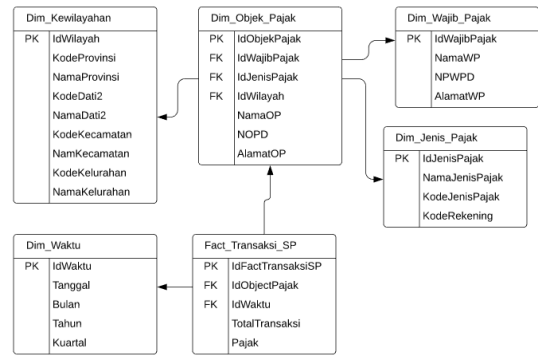 Dim_Kewilayahan
PK IdWilayah
KodeProvinsi
NamaProvinsi
KodeDati2
NamaDati2
KodeKecamatan
NamKecamatan
KodeKelurahan
NamaKelurahan
Dim_Objek_Pajak
PK IdObjekPajak
FK IdWajibPajak
FK IdJenisPajak
FK IdWilayah
NamaOP
NOPD
AlamatOP
Dim_Wajib_Pajak
PK IdWajibPajak
NamaWP
NPWPD
AlamatWP
Dim_Jenis_Pajak
PK IdJenisPajak
NamaJenisPajak
KodeJenisPajak
KodeRekening
Dim_Waktu
PK IdWaktu
Tanggal
Bulan
Tahun
Kuartal
Fact_Transaksi_SP
PK IdFactTransaksiSP
FK IdObjectPajak
FK IdWaktu
TotalTransaksi
Pajak